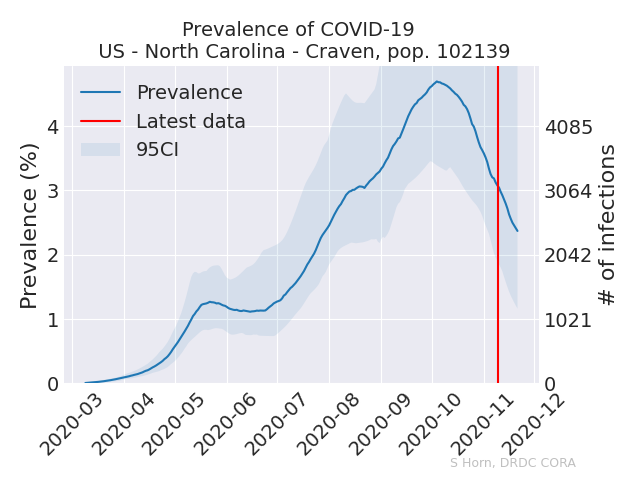 Prevalence of COVID-19
US - North Carolina - Craven, pop. 102139
Prevalence
Latest data
95CI
Prevalence (%)
4
3
2
1
0
4085
3064
2042
1021
0
# of infections
2020-03
2020-04
2020-05
2020-06
2020-07
2020-08
2020-09
2020-10
2020-11
2020-12
S Horn, DRDC CORA